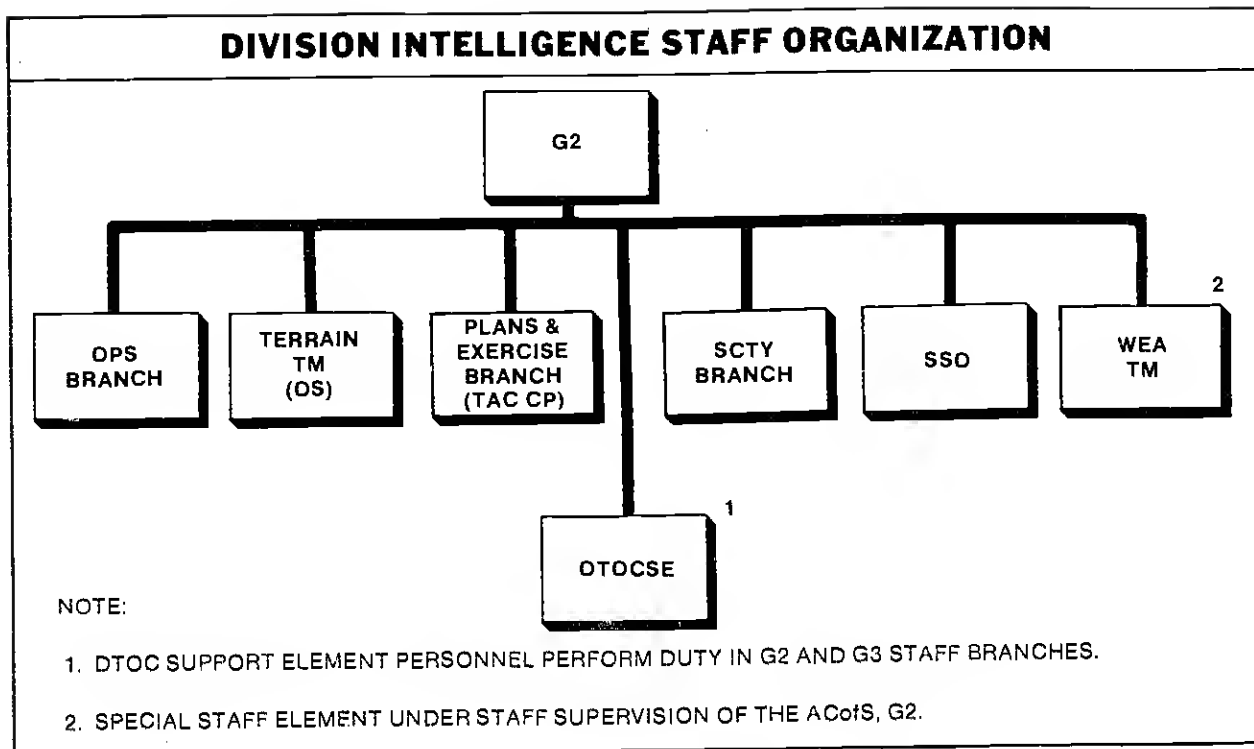 DIVISION INTELLIGENCE STAFF ORGANIZATION
G2
OPS
BRANCH
TERRAIN
TM
(OS)
PLANS &
EXERCISE
BRANCH
(TAC CP)
SCTY
BRANCH
SSO
2
WEA
TM
1
OTOCSE
NOTE:
1. DTOC SUPPORT ELEMENT PERSONNEL PERFORM DUTY IN G2 AND G3 STAFF BRANCHES.
2. SPECIAL STAFF ELEMENT UNDER STAFF SUPERVISION OF THE ACofS, G2.